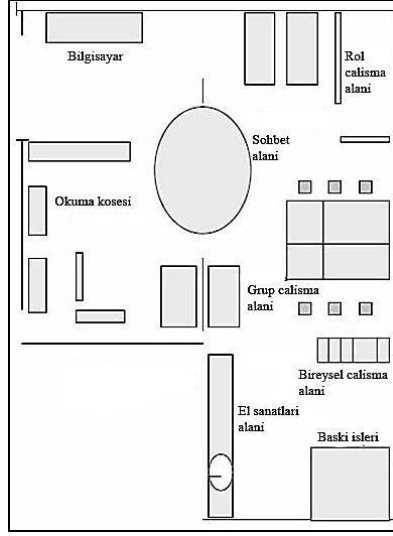 Bilgisayar
Rol
calisma
alani
Sohbet
alani
Okuma kosesi
Grup calisma
alani
Bireysel calisma
alani
El sanatlari
alani
Baski isleri